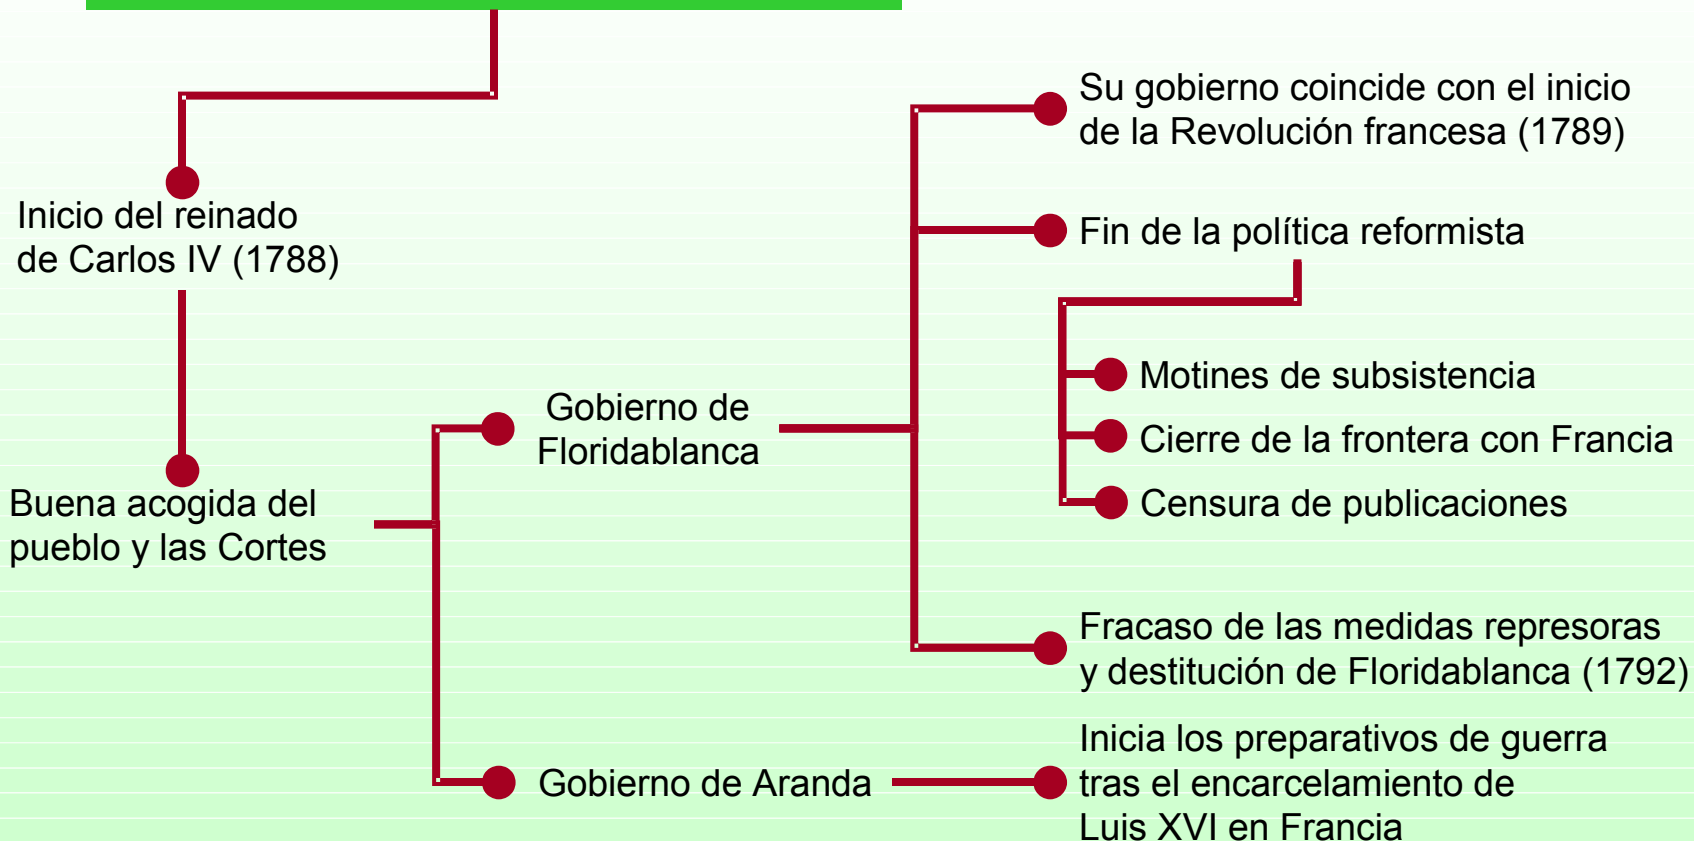 Inicio del reinado
de Carlos IV (1788)
Buena acogida del
pueblo y las Cortes
Gobierno de
Floridablanca
Su gobierno coincide con el inicio
de la Revolución francesa (1789)
Fin de la política reformista
Motines de subsistencia
Cierre de la frontera con Francia
Censura de publicaciones
Fracaso de las medidas represoras
y destitución de Floridablanca (1792)
Gobierno de Aranda
Inicia los preparativos de guerra
tras el encarcelamiento de
Luis XVI en Francia